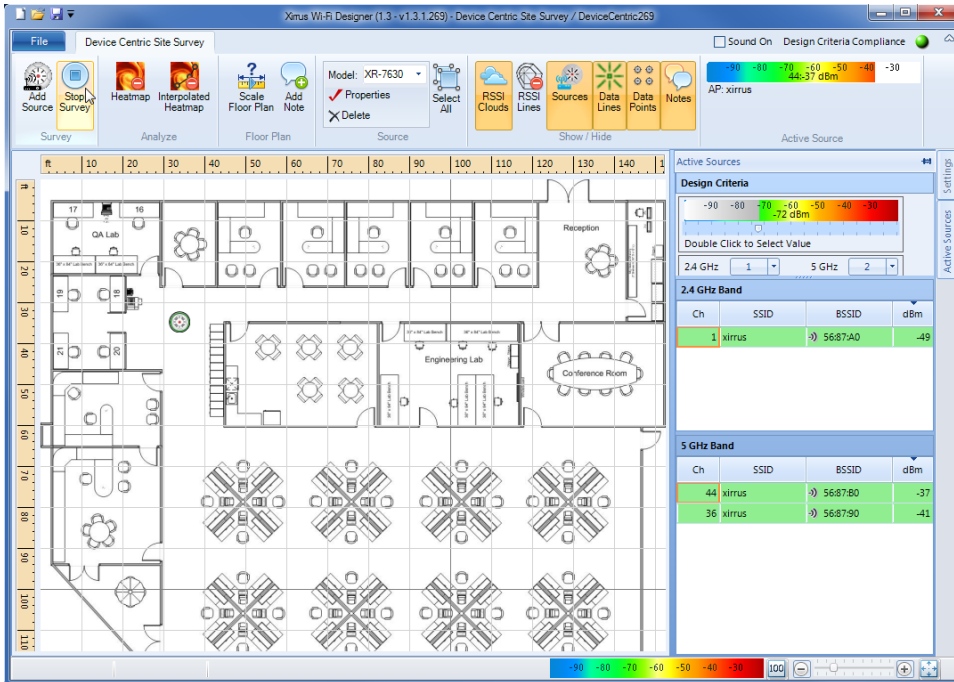 Xirrus Wi-Fi Designer (1.3 - v1.3.1.269) - Device Centric Site Survey / DeviceCentric269
File
Device Centric Site Survey
Sound On
Design Criteria Compliance
Add Source
Stop Survey
Survey
Heatmap
Interpolated Heatmap
Analyze
Scale Floor Plan
Add Note
Floor Plan
Model: XR-7630
Properties
Delete
Select All
Source
RSSI Clouds
RSSI Lines
Sources
Data Lines
Data Points
Notes
Show / Hide
-90 -80 -70 -60 -50 -40 -30
44:-37 dBm
AP: xirrus
Active Source
ft 10 20 30 40 50 60 70 80 90 100 110 120 130 140 1
ft
10
20
30
40
50
60
70
80
90
100
110
17
16
QA Lab
19
18
21
20
Reception
Engineering Lab
Conference Room
Active Sources
Design Criteria
-90 -80 -70 -60 -50 -40 -30
-72 dBm
Double Click to Select Value
2.4 GHz 1 5 GHz 2
2.4 GHz Band
Ch SSID BSSID dBm
1 xirrus 56:87:A0 -49
5 GHz Band
Ch SSID BSSID dBm
44 xirrus 56:87:B0 -37
36 xirrus 56:87:90 -41
Settings
Active Sources
-90 -80 -70 -60 -50 -40 -30
100